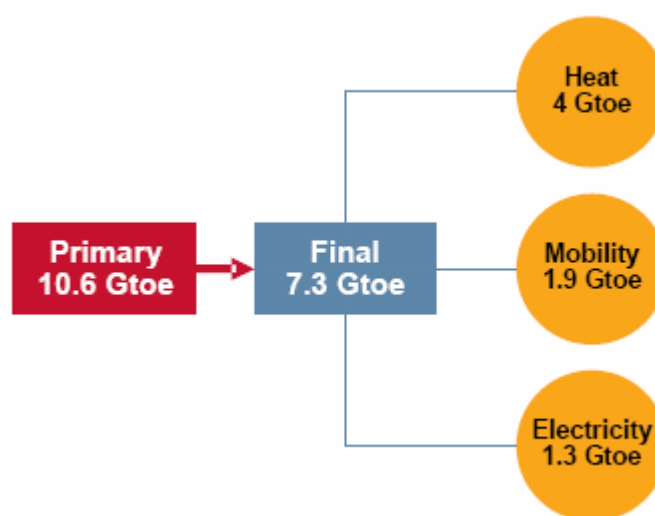 Heat
4 Gtoe
Primary
10.6 Gtoe
Final
7.3 Gtoe
Mobility
1.9 Gtoe
Electricity
1.3 Gtoe